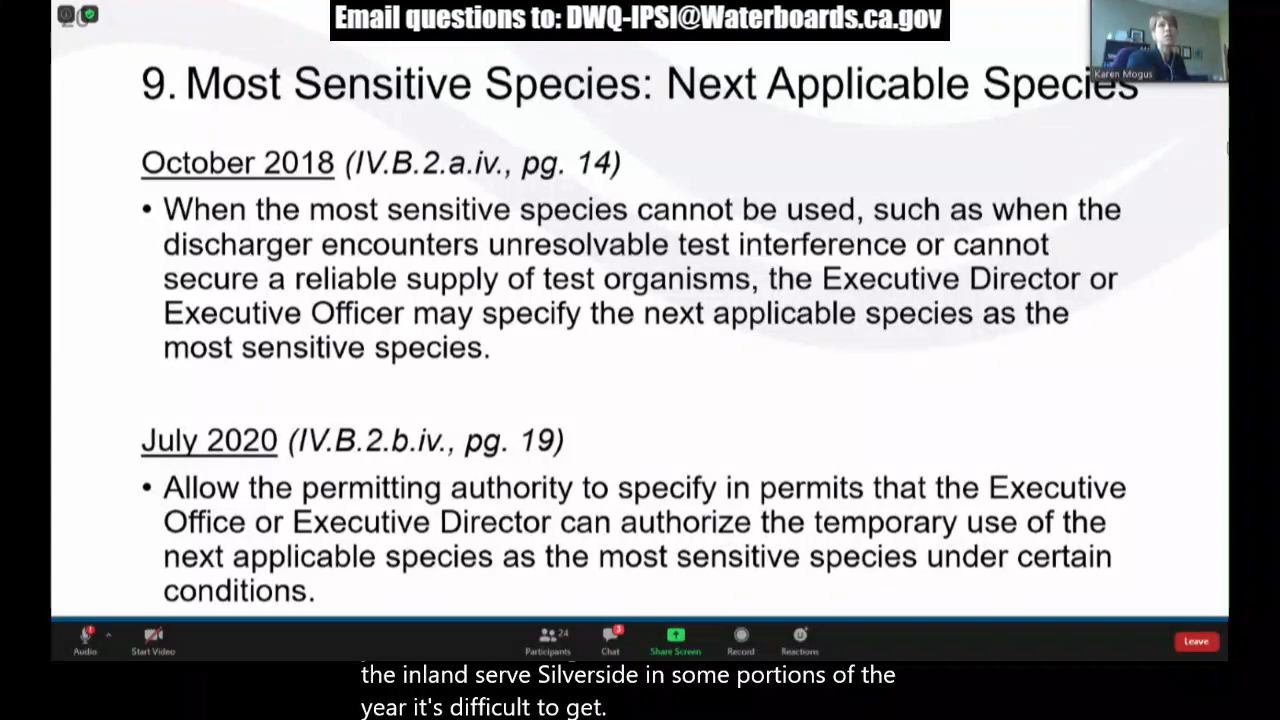 Email questions to: DWQ-IPSI@Waterboards.ca.gov
Karen Mogus
9. Most Sensitive Species: Next Applicable Species
October 2018 (IV.B.2.a.iv., pg. 14)
• When the most sensitive species cannot be used, such as when the
discharger encounters unresolvable test interference or cannot
secure a reliable supply of test organisms, the Executive Director or
Executive Officer may specify the next applicable species as the
most sensitive species.
July 2020 (IV.B.2.b.iv., pg. 19)
• Allow the permitting authority to specify in permits that the Executive
Office or Executive Director can authorize the temporary use of the
next applicable species as the most sensitive species under certain
conditions.
Audio
Start Video
24
Participants
3
Chat
Share Screen
Record
Reactions
Leave
the inland serve Silverside in some portions of the
year it's difficult to get.